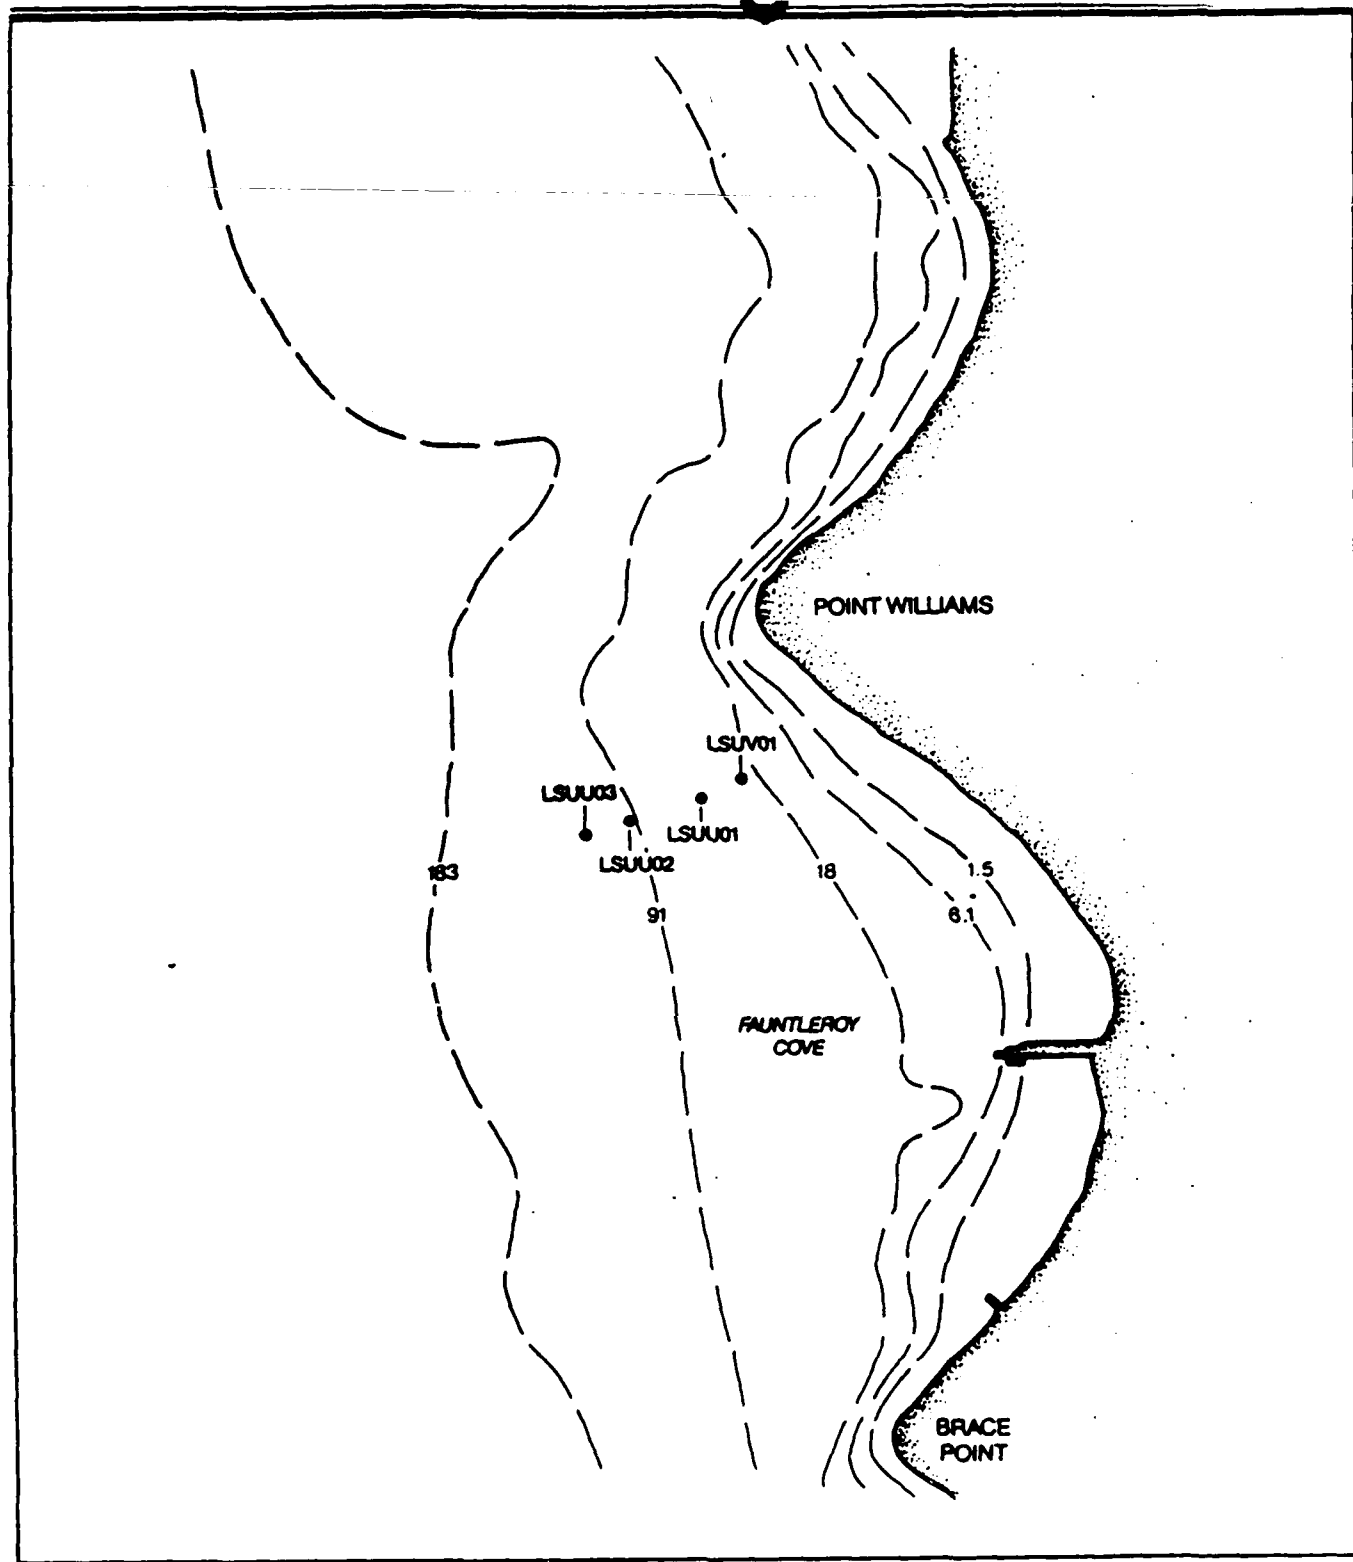 POINT WILLIAMS
LSUV01
LSUU03
LSUU01
LSUU02
183
18
1.5
91
6.1
FAUNTLEROY
COVE
BRACE
POINT